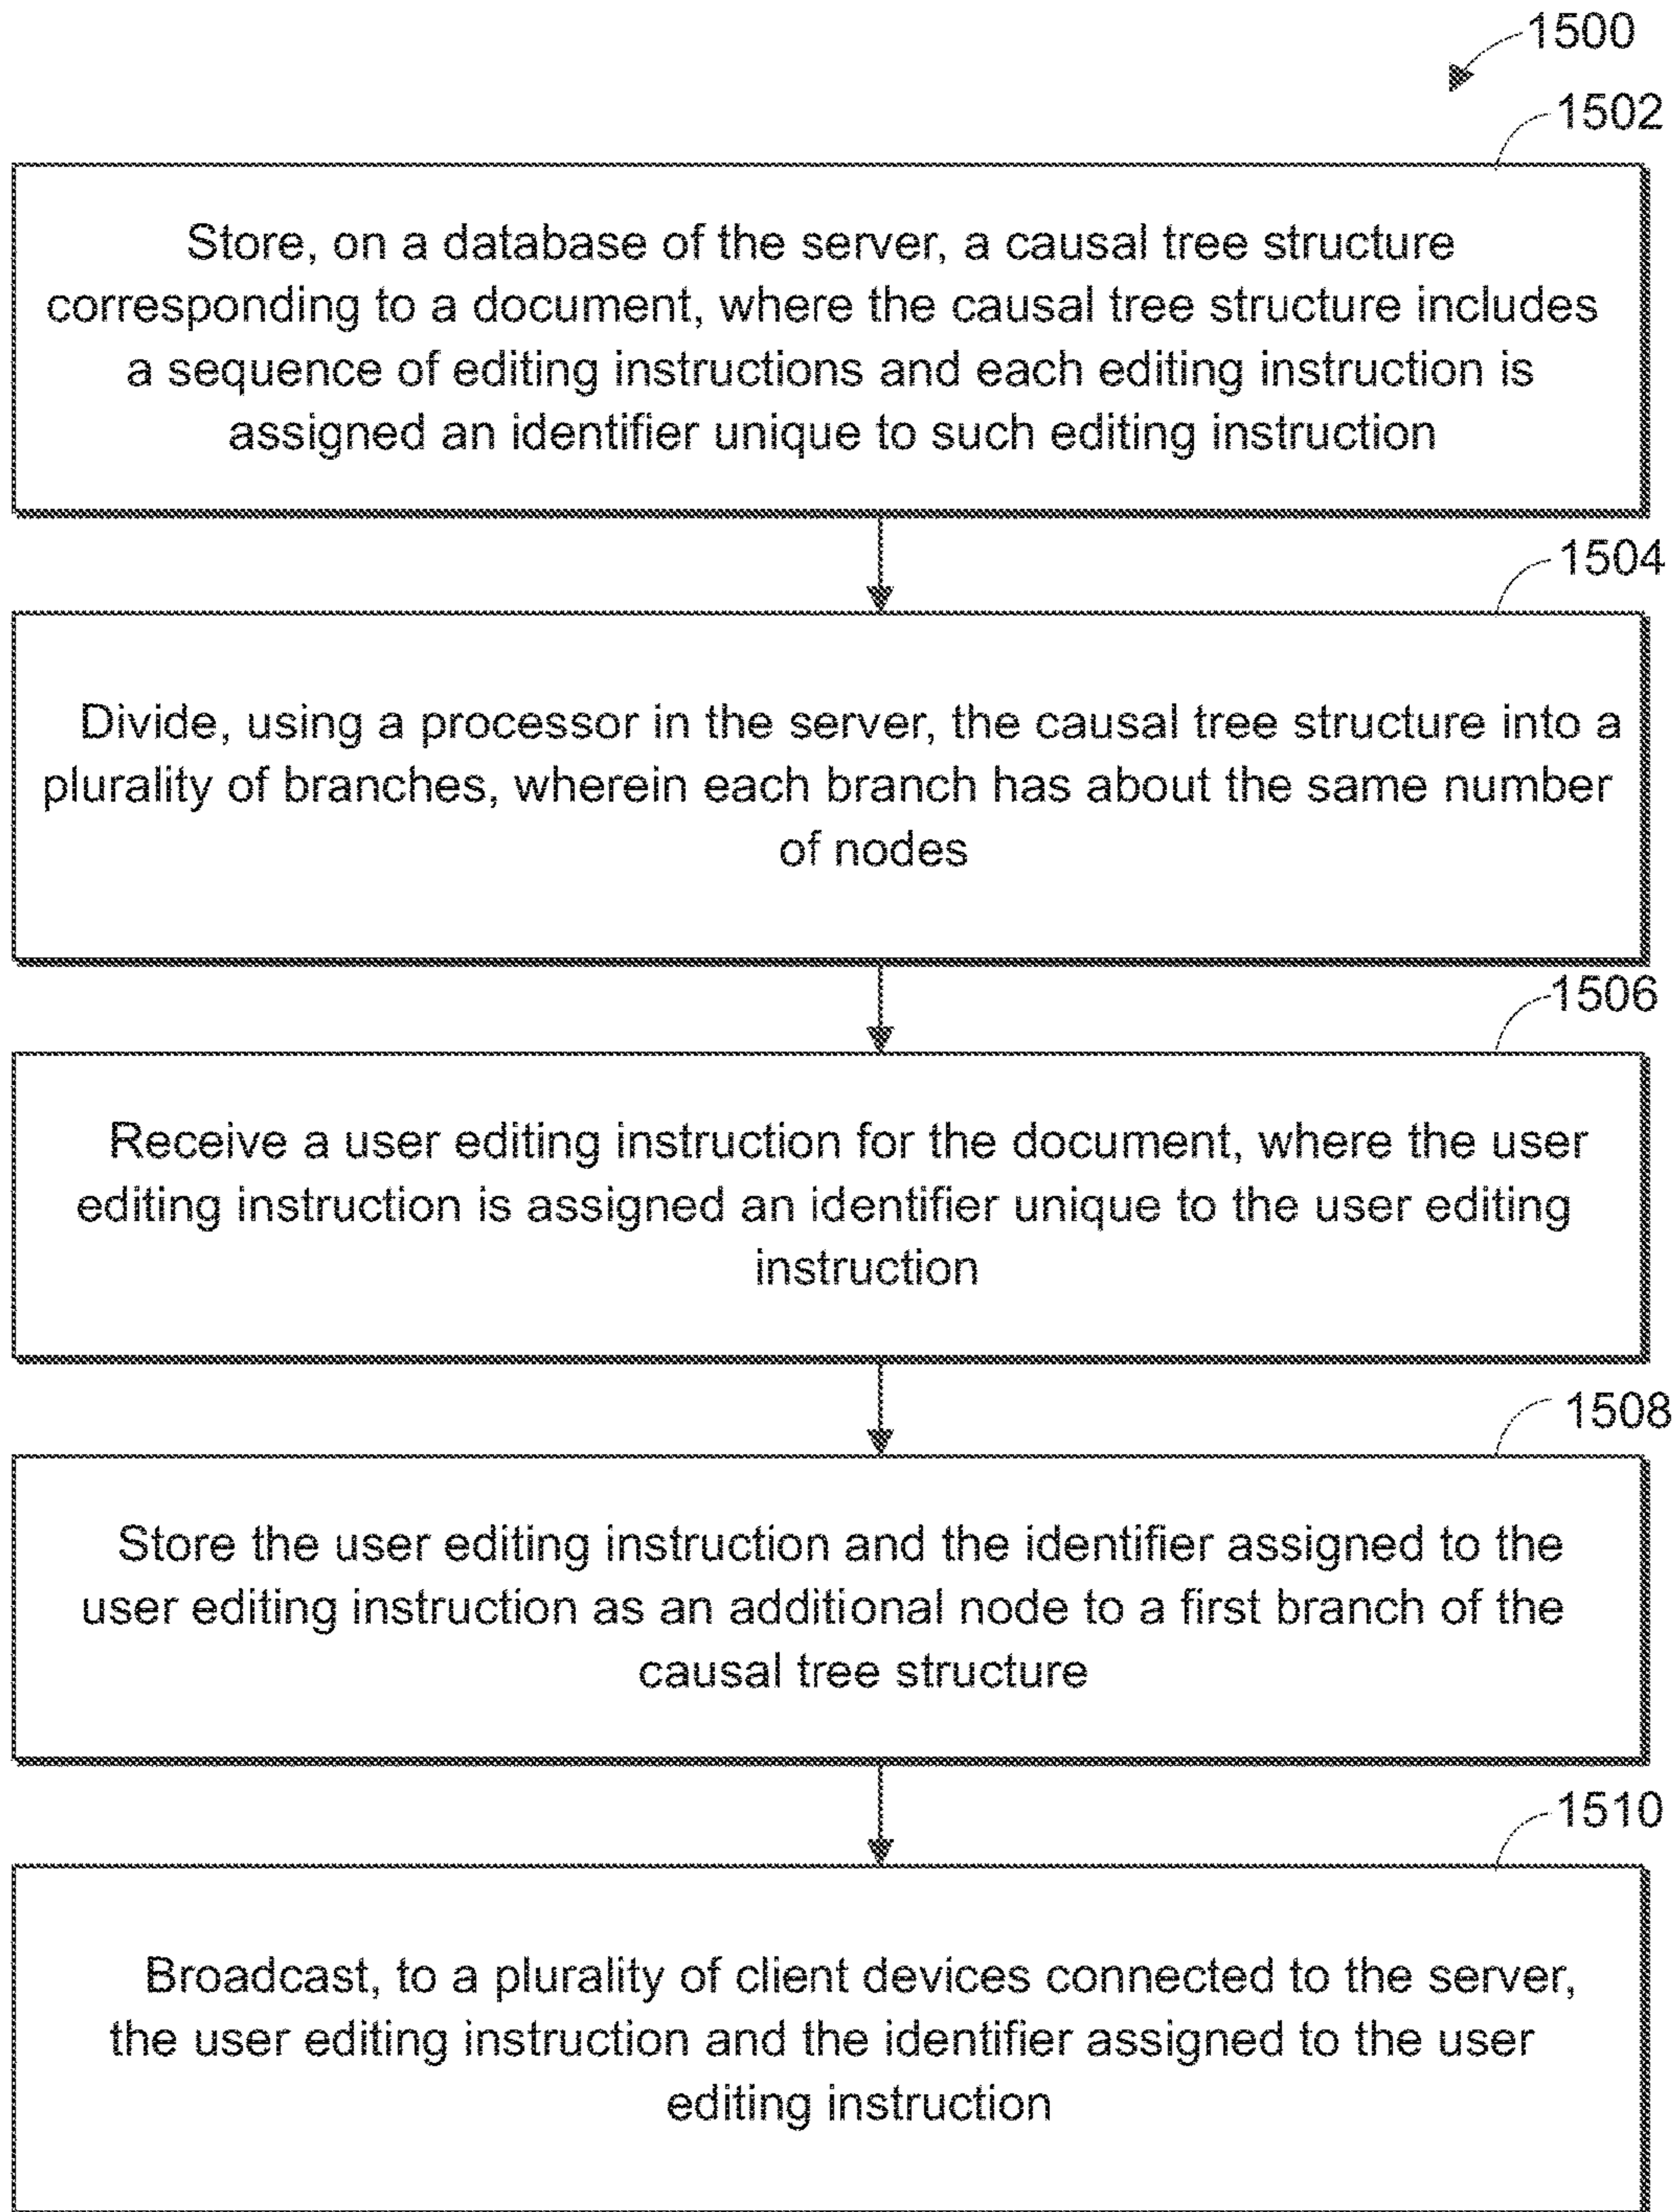 1500
1502
Store, on a database of the server, a causal tree structure
corresponding to a document, where the causal tree structure includes
a sequence of editing instructions and each editing instruction is
assigned an identifier unique to such editing instruction
1504
Divide, using a processor in the server, the causal tree structure into a
plurality of branches, wherein each branch has about the same number
of nodes
1506
Receive a user editing instruction for the document, where the user
editing instruction is assigned an identifier unique to the user editing
instruction
1508
Store the user editing instruction and the identifier assigned to the
user editing instruction as an additional node to a first branch of the
causal tree structure
1510
Broadcast, to a plurality of client devices connected to the server,
the user editing instruction and the identifier assigned to the user
editing instruction